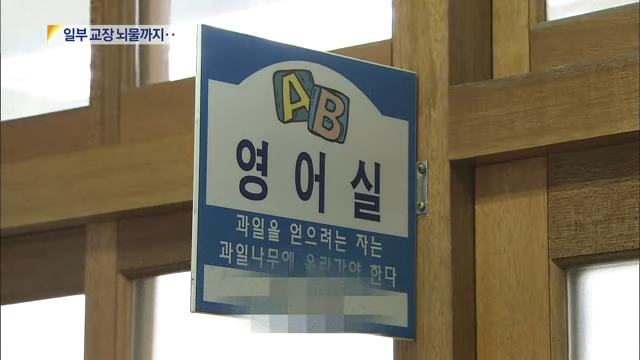 일부 교장 뇌물까지‥
A B
영어실
과일을 얻으려는 자는
과일나무에 올라가야 한다